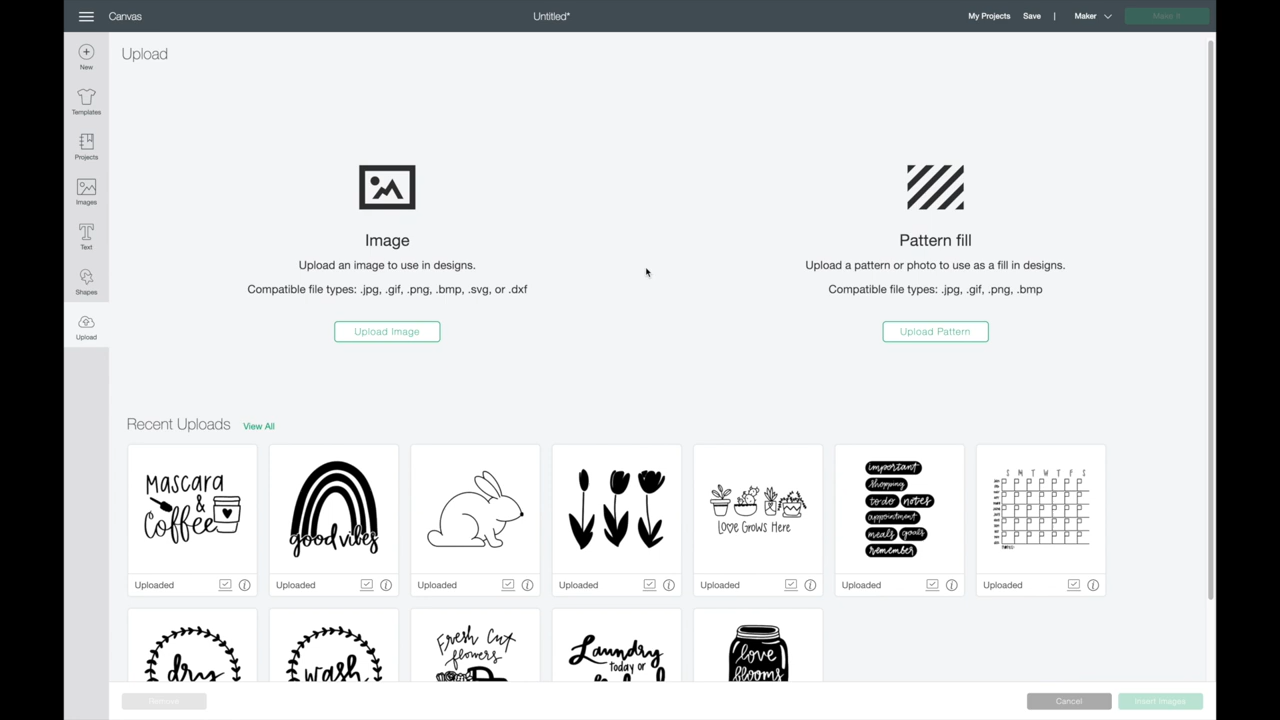 Canvas
Untitled*
My Projects
Save
|
Maker
Make It
New
Templates
Projects
Images
Text
Shapes
Upload
Upload
Image
Upload an image to use in designs.
Compatible file types: .jpg, .gif, .png, .bmp, .svg, or .dxf
Upload Image
Pattern fill
Upload a pattern or photo to use as a fill in designs.
Compatible file types: .jpg, .gif, .png, .bmp
Upload Pattern
Recent Uploads
View All
Mascara
&
Coffee
good vibes
Love Grows Here
important
shopping
to do notes
appointment
meals goals
remember
S M T W T F S
Uploaded
Uploaded
Uploaded
Uploaded
Uploaded
Uploaded
Uploaded
dry
wash
Fresh Cut
flowers
Laundry
today or
love
blooms
Remove
Cancel
Insert Images